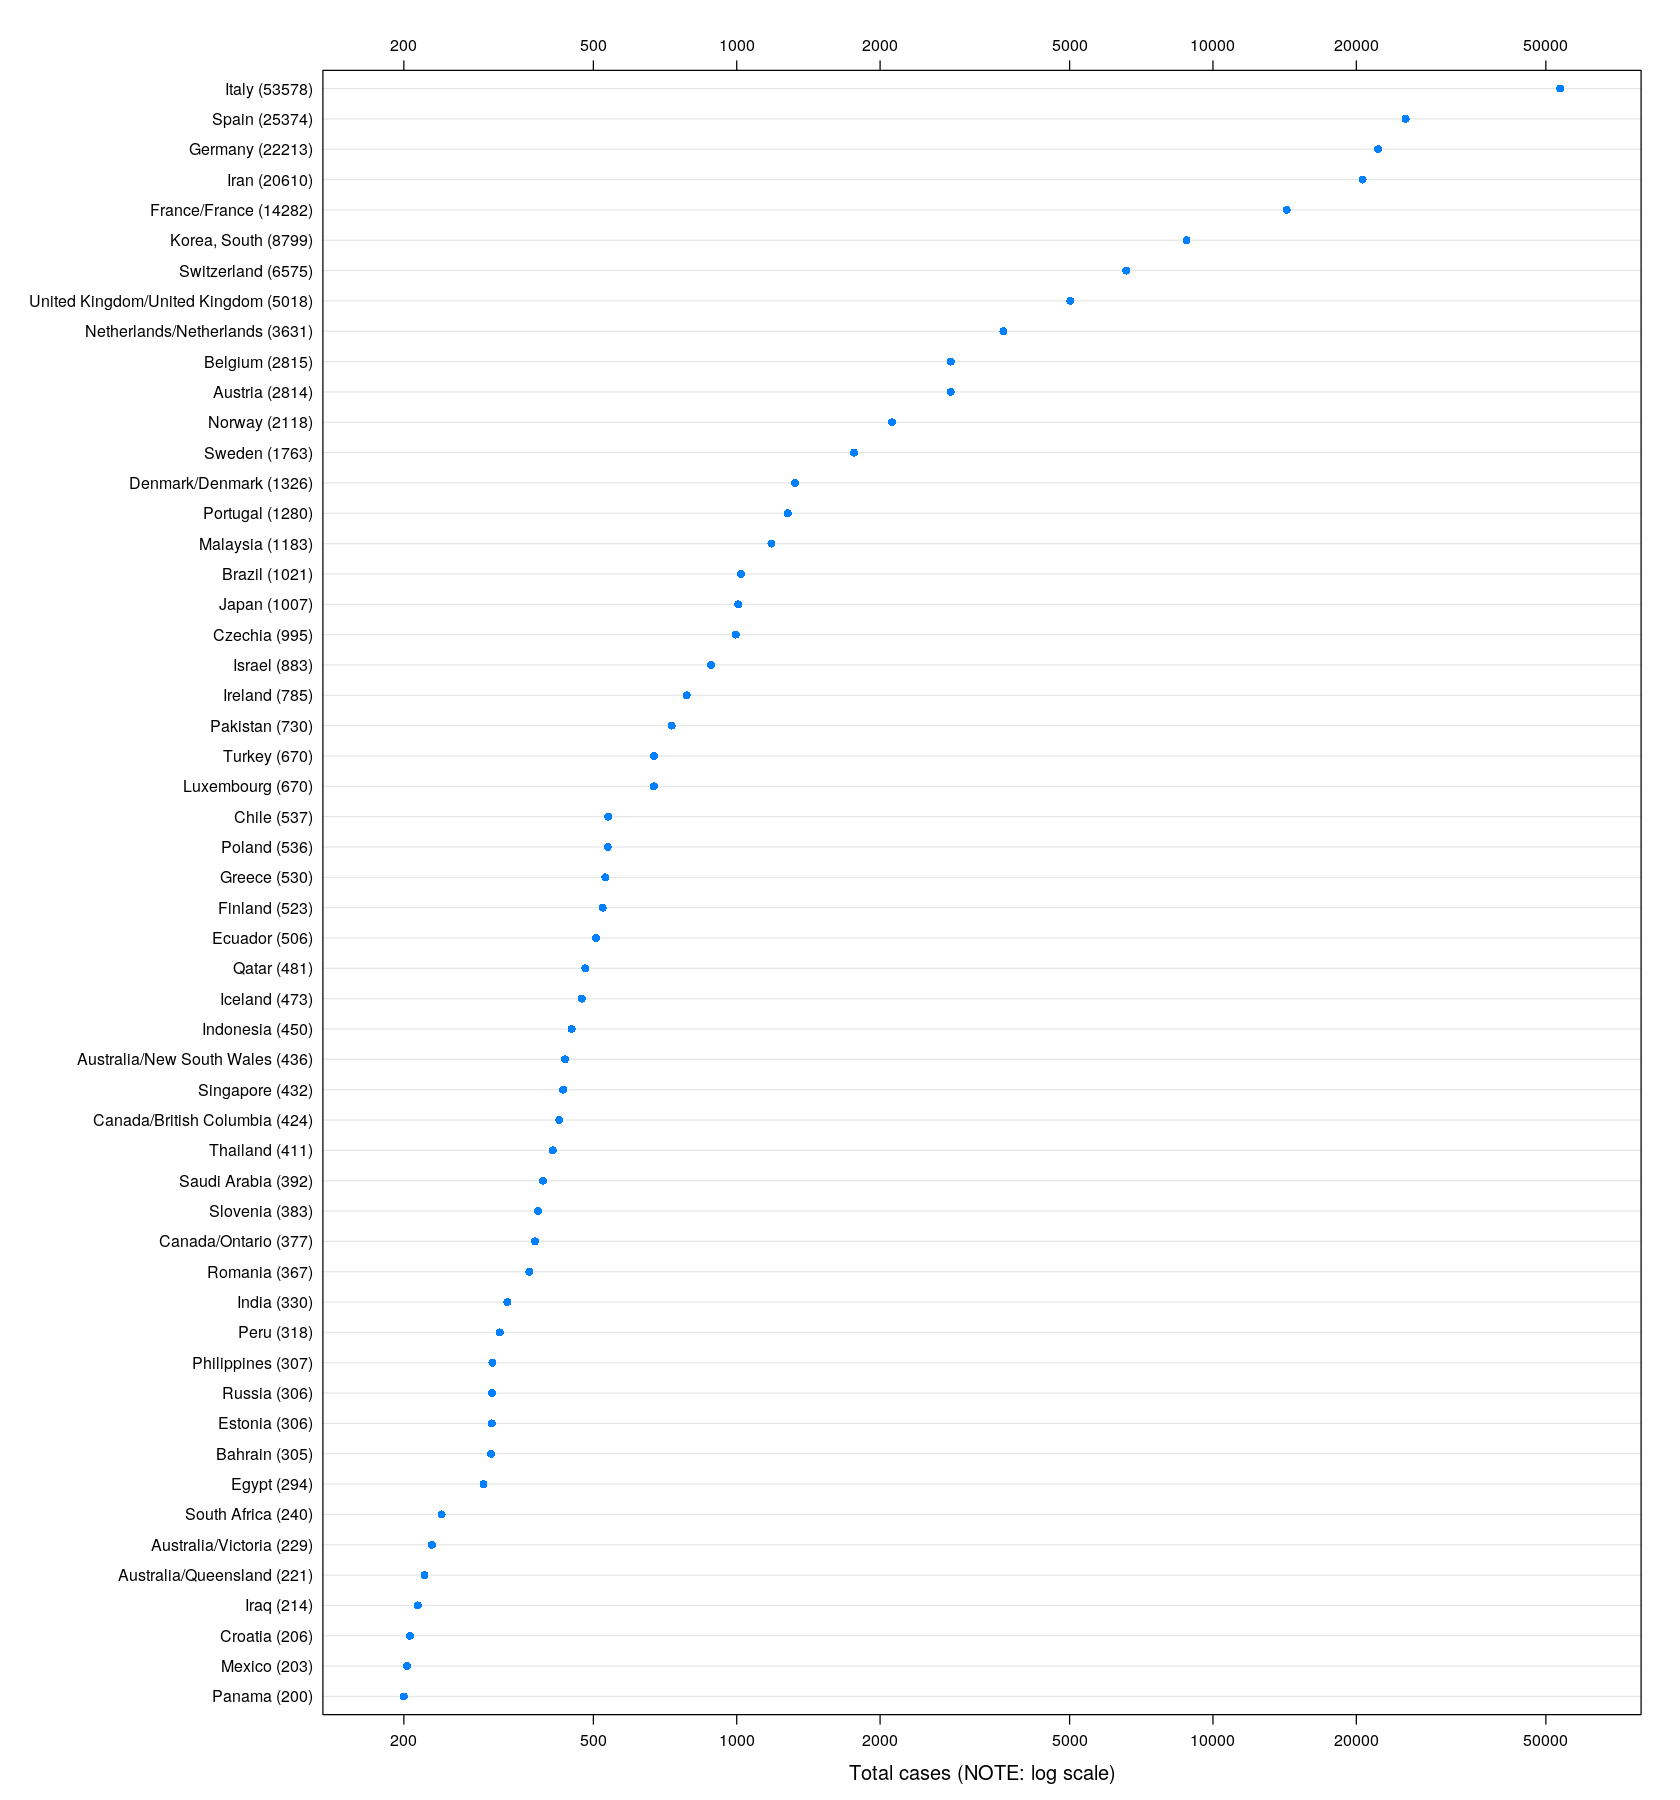 200 500 1000 2000 5000 10000 20000 50000
Italy (53578)
Spain (25374)
Germany (22213)
Iran (20610)
France/France (14282)
Korea, South (8799)
Switzerland (6575)
United Kingdom/United Kingdom (5018)
Netherlands/Netherlands (3631)
Belgium (2815)
Austria (2814)
Norway (2118)
Sweden (1763)
Denmark/Denmark (1326)
Portugal (1280)
Malaysia (1183)
Brazil (1021)
Japan (1007)
Czechia (995)
Israel (883)
Ireland (785)
Pakistan (730)
Turkey (670)
Luxembourg (670)
Chile (537)
Poland (536)
Greece (530)
Finland (523)
Ecuador (506)
Qatar (481)
Iceland (473)
Indonesia (450)
Australia/New South Wales (436)
Singapore (432)
Canada/British Columbia (424)
Thailand (411)
Saudi Arabia (392)
Slovenia (383)
Canada/Ontario (377)
Romania (367)
India (330)
Peru (318)
Philippines (307)
Russia (306)
Estonia (306)
Bahrain (305)
Egypt (294)
South Africa (240)
Australia/Victoria (229)
Australia/Queensland (221)
Iraq (214)
Croatia (206)
Mexico (203)
Panama (200)
200 500 1000 2000 5000 10000 20000 50000
Total cases (NOTE: log scale)